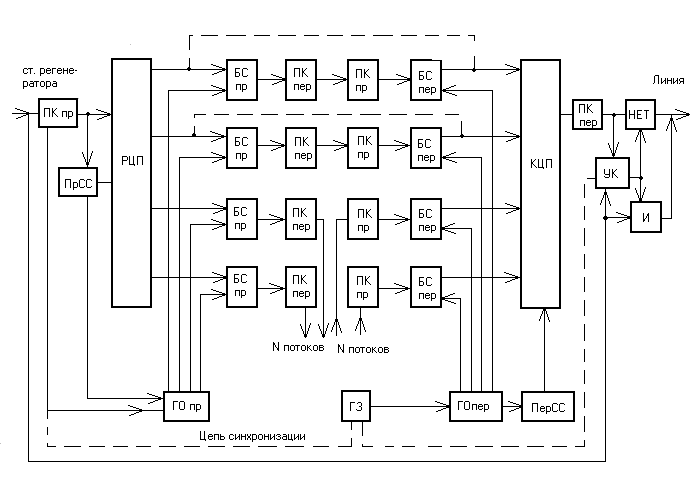 ст. регене-
ратора
ПК пр
ПрСС
РЦП
БС
пр
ПК
пер
ПК
пр
БС
пер
БС
пр
ПК
пер
ПК
пр
БС
пер
БС
пр
ПК
пер
ПК
пр
БС
пер
БС
пр
ПК
пер
ПК
пр
БС
пер
N потоков
N потоков
КЦП
ПК
пер
НЕТ
Линия
УК
И
ГО пр
ГЗ
ГОпер
ПерСС
Цепь синхронизации